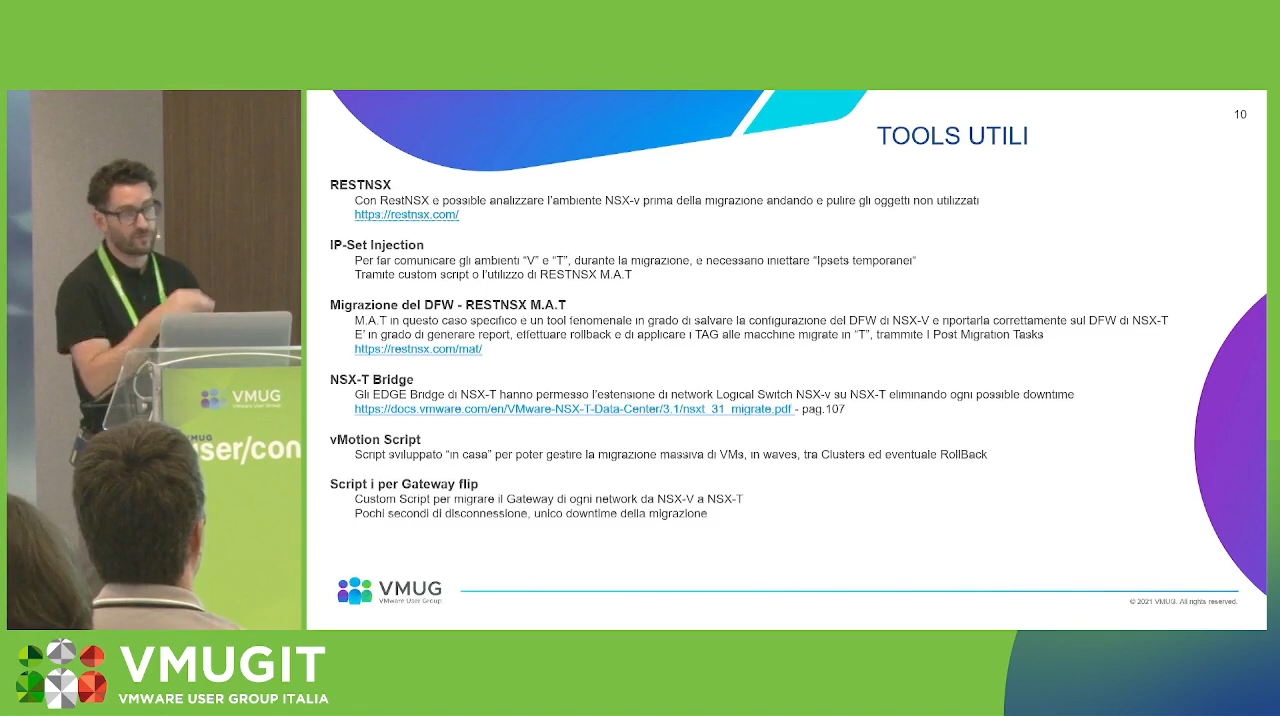 10
TOOLS UTILI
RESTNSX
Con RestNSX e possible analizzare l'ambiente NSX-v prima della migrazione andando e pulire gli oggetti non utilizzati
https://restnsx.com/
IP-Set Injection
Per far comunicare gli ambienti “V” e “T”, durante la migrazione, e necessario iniettare “Ipsets temporanei“
Tramite custom script o l'utilizzo di RESTNSX M.A.T
Migrazione del DFW - RESTNSX M.A.T
M.A.T in questo caso specifico e un tool fenomenale in grado di salvare la configurazione del DFW di NSX-V e riportarla correttamente sul DFW di NSX-T
E' in grado di generare report, effettuare rollback e di applicare i TAG alle macchine migrate in “T”, trammite I Post Migration Tasks
https://restnsx.com/mat/
NSX-T Bridge
Gli EDGE Bridge di NSX-T hanno permesso l'estensione di network Logical Switch NSX-v su NSX-T eliminando ogni possible downtime
https://docs.vmware.com/en/VMware-NSX-T-Data-Center/3.1/nsxt_31_migrate.pdf - pag.107
vMotion Script
Script sviluppato “in casa” per poter gestire la migrazione massiva di VMs, in waves, tra Clusters ed eventuale RollBack
Script i per Gateway flip
Custom Script per migrare il Gateway di ogni network da NSX-V a NSX-T
Pochi secondi di disconnessione, unico downtime della migrazione
VMUG
VMware User Group
© 2021 VMUG. All rights reserved.
VMUG
VMware User Group
VMUG
user/con
VMUGIT
VMWARE USER GROUP ITALIA